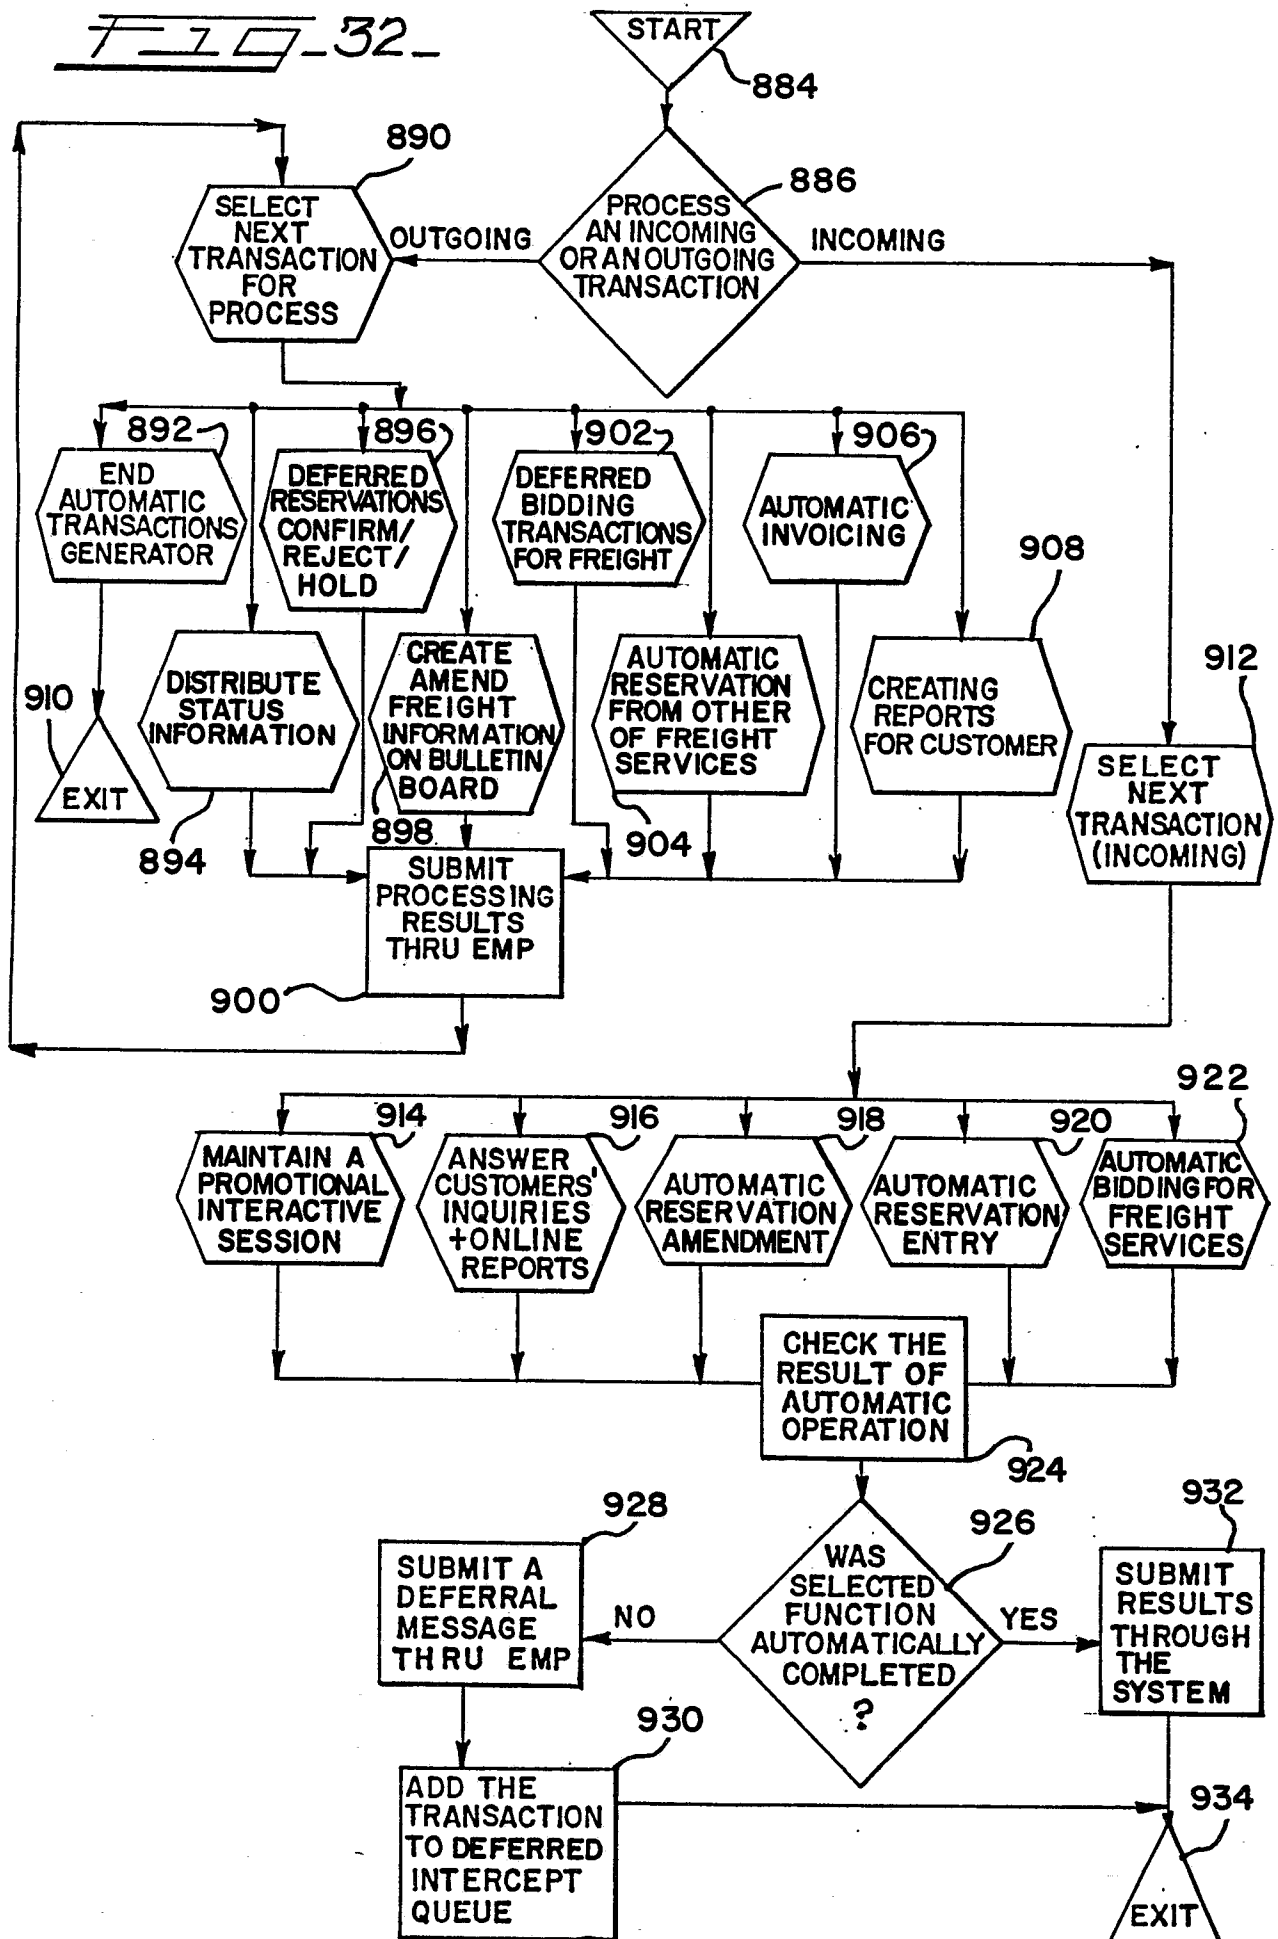 FIG_32_
START
884
886
PROCESS
AN INCOMING
OR AN OUTGOING
TRANSACTION
OUTGOING
INCOMING
890
SELECT
NEXT
TRANSACTION
FOR
PROCESS
892
END
AUTOMATIC
TRANSACTIONS
GENERATOR
896
DEFERRED
RESERVATIONS
CONFIRM/
REJECT/
HOLD
902
DEFERRED
BIDDING
TRANSACTIONS
FOR FREIGHT
906
AUTOMATIC
INVOICING
908
CREATING
REPORTS
FOR CUSTOMER
910
EXIT
DISTRIBUTE
STATUS
INFORMATION
894
CREATE
AMEND
FREIGHT
INFORMATION
ON BULLETIN
BOARD
898
AUTOMATIC
RESERVATION
FROM OTHER
OF FREIGHT
SERVICES
904
912
SELECT
NEXT
TRANSACTION
(INCOMING)
SUBMIT
PROCESSING
RESULTS
THRU EMP
900
914
MAINTAIN A
PROMOTIONAL
INTERACTIVE
SESSION
916
ANSWER
CUSTOMERS'
INQUIRIES
+ONLINE
REPORTS
918
AUTOMATIC
RESERVATION
AMENDMENT
920
AUTOMATIC
RESERVATION
ENTRY
922
AUTOMATIC
BIDDING FOR
FREIGHT
SERVICES
CHECK THE
RESULT OF
AUTOMATIC
OPERATION
924
926
WAS
SELECTED
FUNCTION
AUTOMATICALLY
COMPLETED
?
NO
YES
928
SUBMIT A
DEFERRAL
MESSAGE
THRU EMP
932
SUBMIT
RESULTS
THROUGH
THE
SYSTEM
930
ADD THE
TRANSACTION
TO DEFERRED
INTERCEPT
QUEUE
934
EXIT